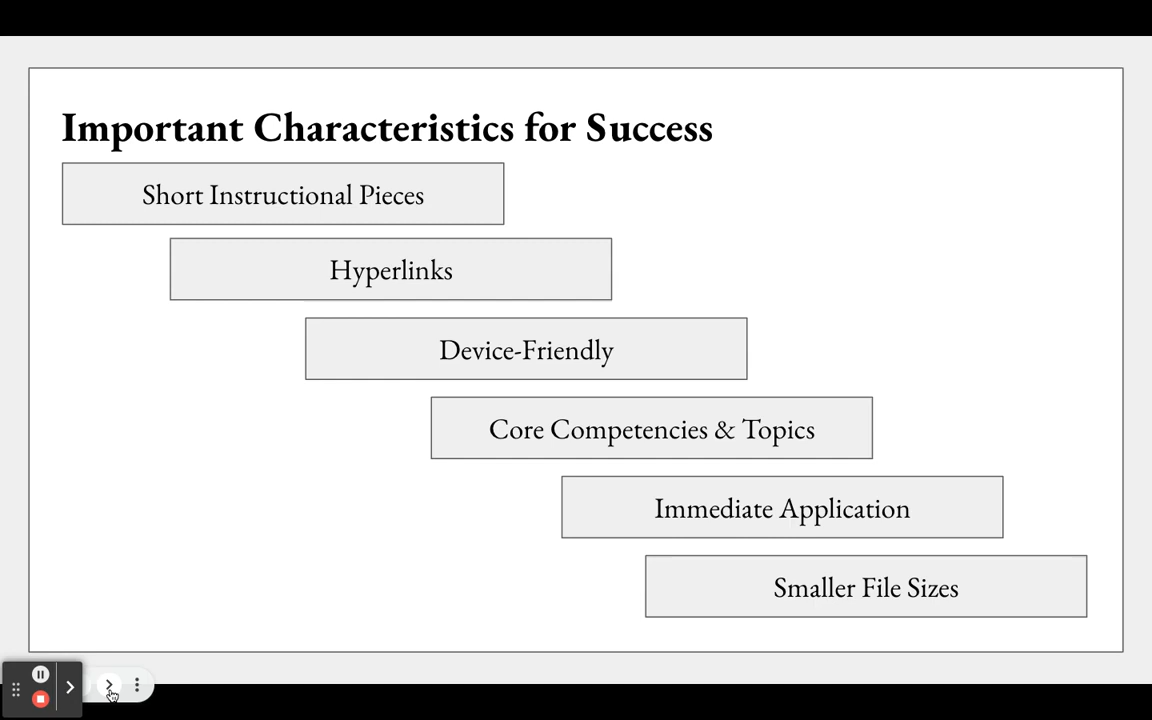 Important Characteristics for Success
Short Instructional Pieces
Hyperlinks
Device-Friendly
Core Competencies & Topics
Immediate Application
Smaller File Sizes